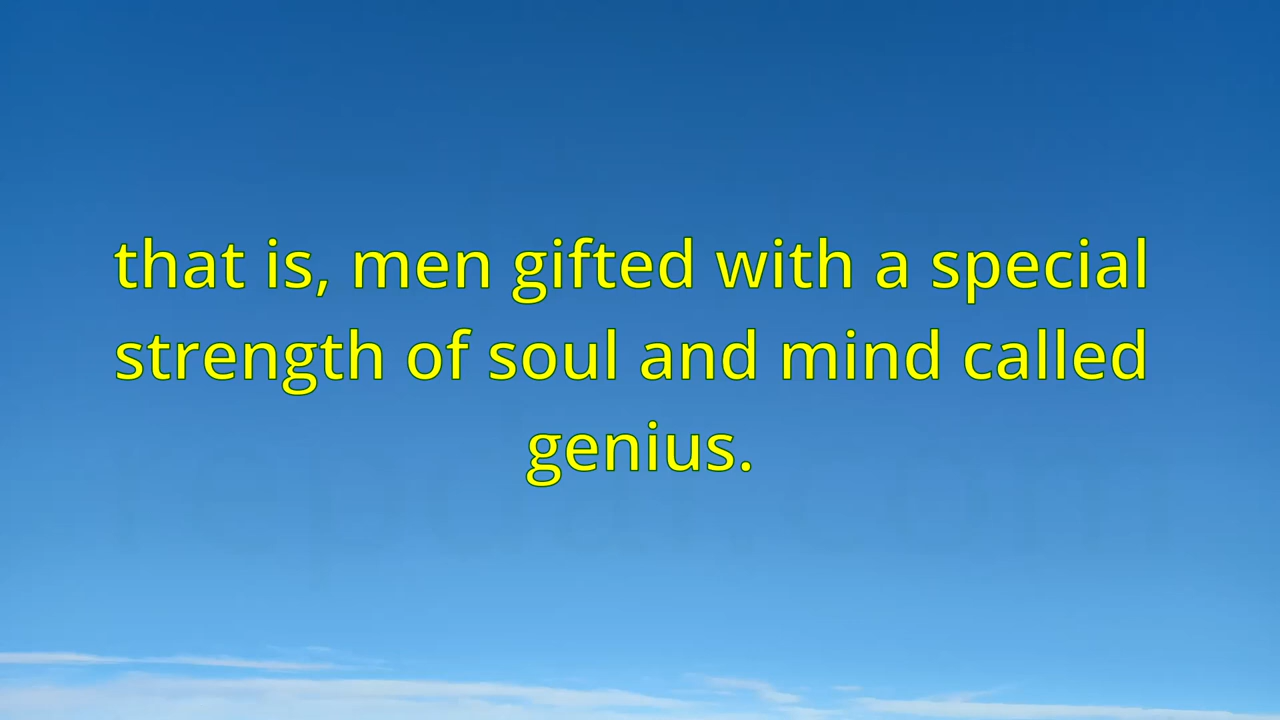 that is, men gifted with a special
strength of soul and mind called
genius.